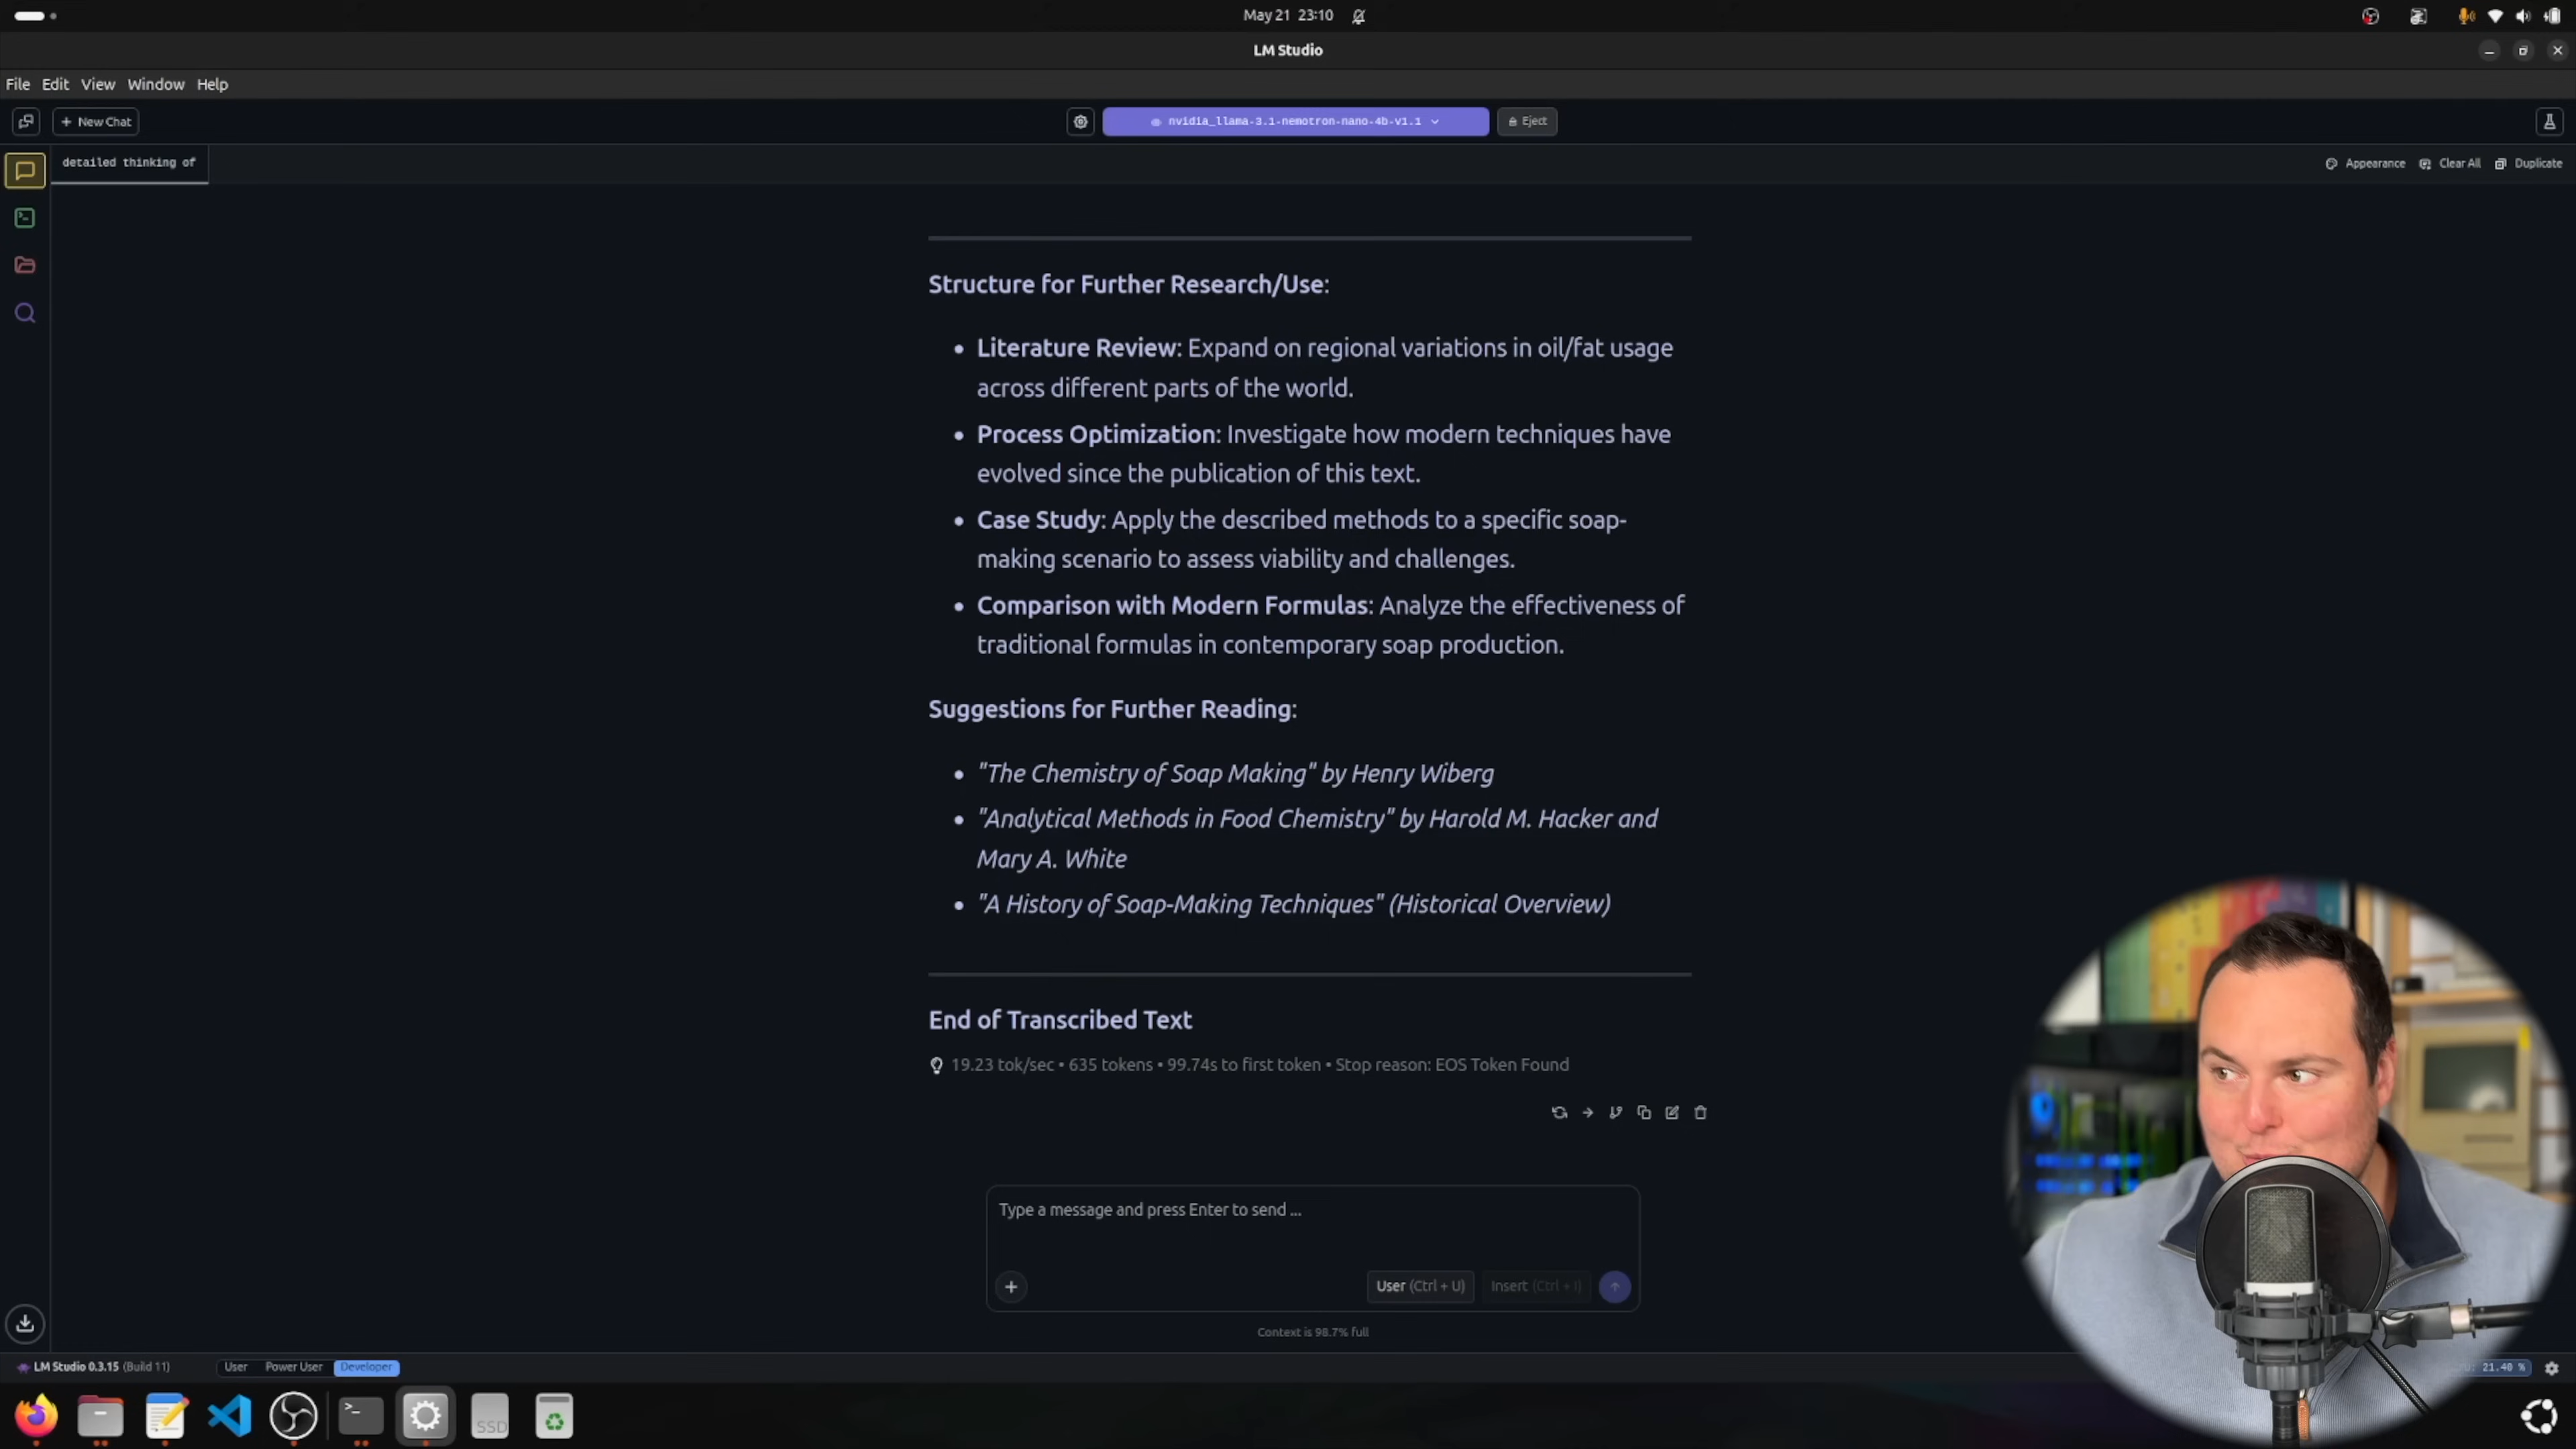 May 21 23:10
LM Studio
File Edit View Window Help
+ New Chat
nvidia_llama-3.1-nemotron-nano-4b-v1.1
Eject
detailed thinking of
Appearance Clear All Duplicate
Structure for Further Research/Use:
• Literature Review: Expand on regional variations in oil/fat usage
across different parts of the world.
• Process Optimization: Investigate how modern techniques have
evolved since the publication of this text.
• Case Study: Apply the described methods to a specific soap-
making scenario to assess viability and challenges.
• Comparison with Modern Formulas: Analyze the effectiveness of
traditional formulas in contemporary soap production.
Suggestions for Further Reading:
• "The Chemistry of Soap Making" by Henry Wiberg
• "Analytical Methods in Food Chemistry" by Harold M. Hacker and
Mary A. White
• "A History of Soap-Making Techniques" (Historical Overview)
End of Transcribed Text
19.23 tok/sec • 635 tokens • 99.74s to first token • Stop reason: EOS Token Found
Type a message and press Enter to send ...
User (Ctrl + U) Insert (Ctrl + I)
Context is 98.7% full
LM Studio 0.3.15 (Build 11) User Power User Developer
21.40 %
SSD